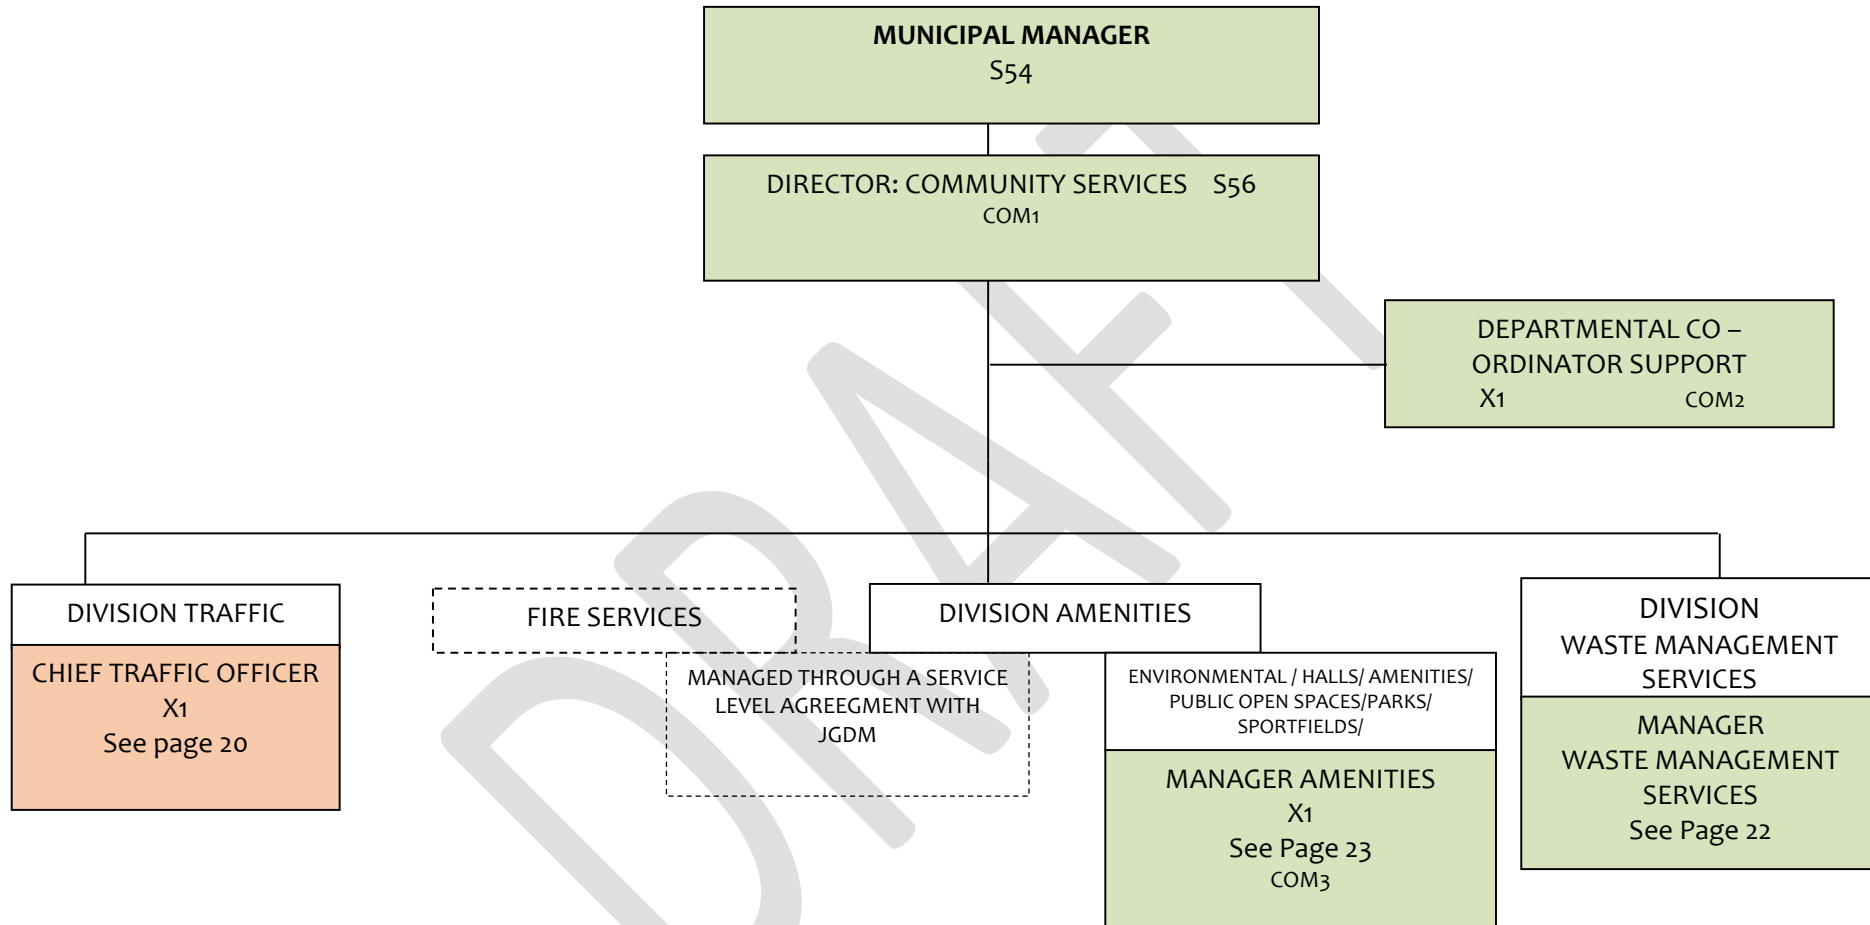 MUNICIPAL MANAGER
S54
DIRECTOR: COMMUNITY SERVICES S56
COM1
DEPARTMENTAL CO –
ORDINATOR SUPPORT
X1 COM2
DIVISION TRAFFIC
CHIEF TRAFFIC OFFICER
X1
See page 20
FIRE SERVICES
MANAGED THROUGH A SERVICE
LEVEL AGREEGMENT WITH
JGDM
DIVISION AMENITIES
ENVIRONMENTAL / HALLS/ AMENITIES/
PUBLIC OPEN SPACES/PARKS/
SPORTFIELDS/
MANAGER AMENITIES
X1
See Page 23
COM3
DIVISION
WASTE MANAGEMENT
SERVICES
MANAGER
WASTE MANAGEMENT
SERVICES
See Page 22
DRAFT